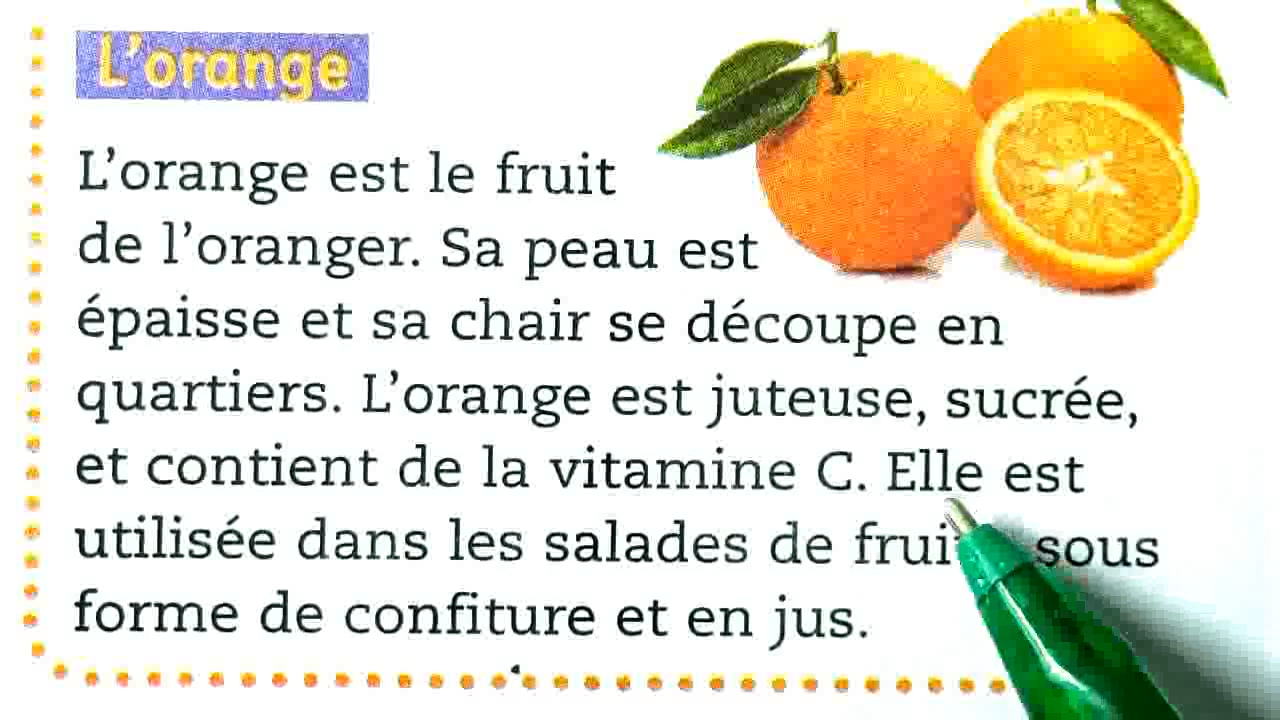 L'orange
L'orange est le fruit
de l'oranger. Sa peau est
épaisse et sa chair se découpe en
quartiers. L'orange est juteuse, sucrée,
et contient de la vitamine C. Elle est
utilisée dans les salades de sous
forme de confiture et en jus.